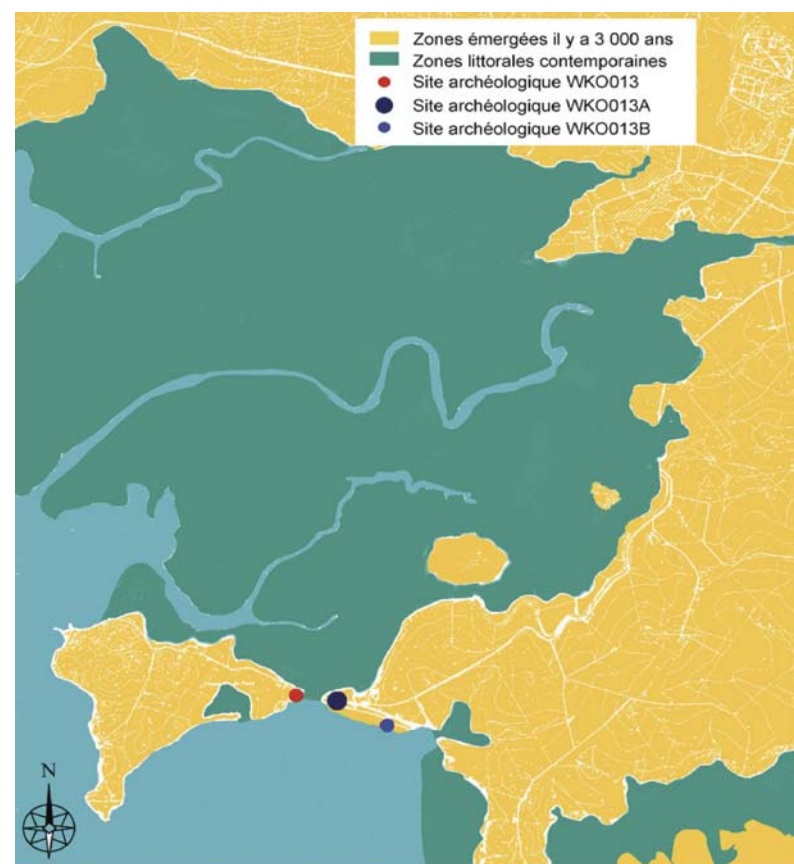 Zones émergées il y a 3 000 ans
Zones littorales contemporaines
Site archéologique WKO013
Site archéologique WKO013A
Site archéologique WKO013B
N